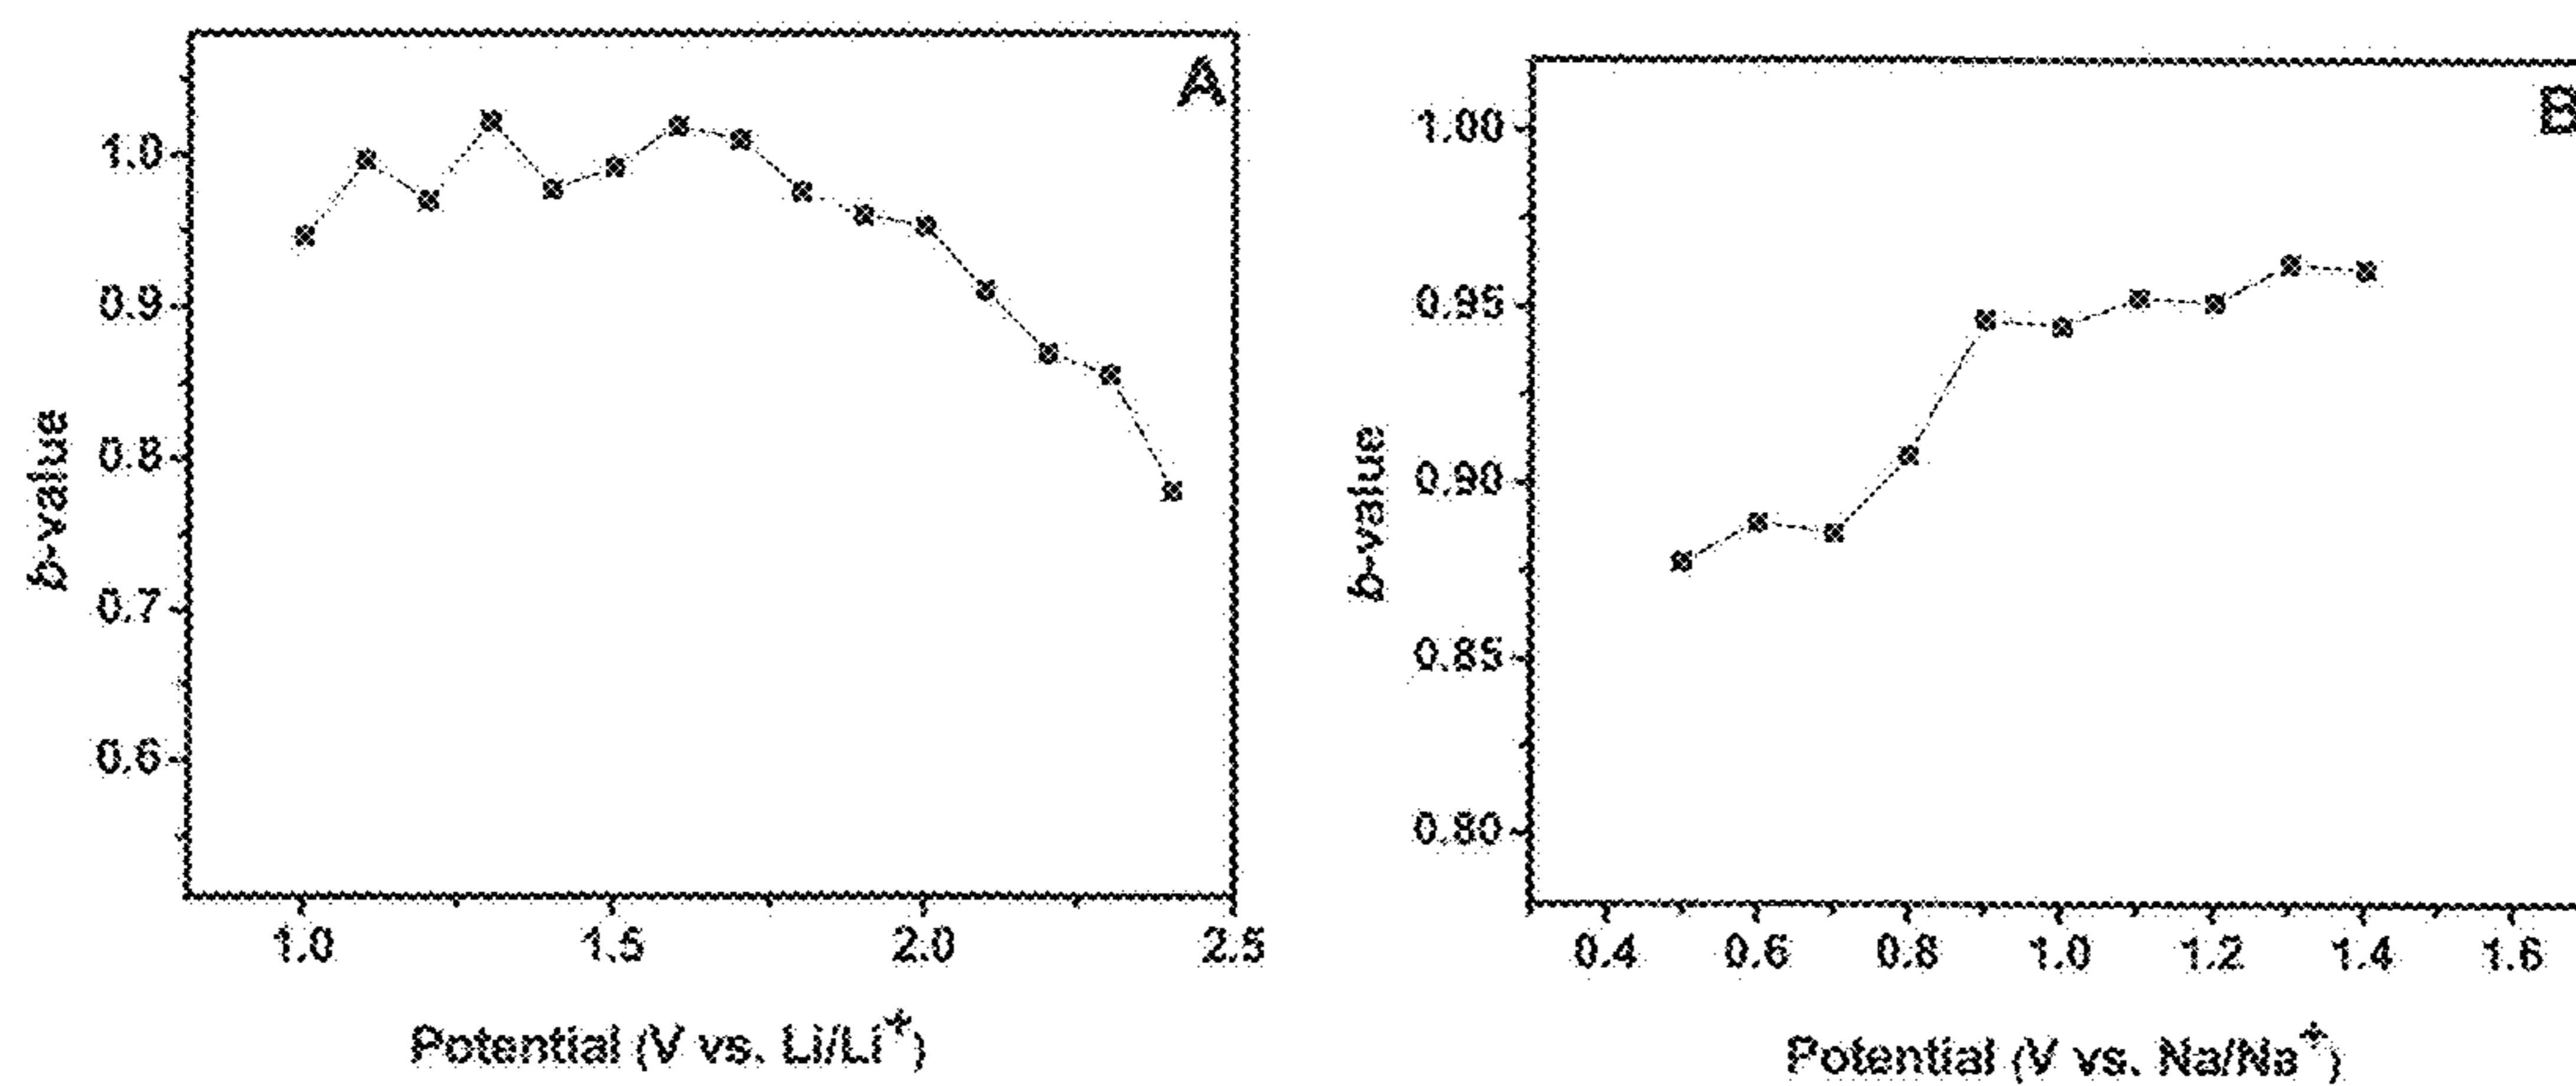 A
1.0
0.9
0.8
0.7
0.6
b-value
1.0 1.5 2.0 2.5
Potential (V vs. Li/Li+)
B
1.00
0.95
0.90
0.85
0.80
b-value
0.4 0.6 0.8 1.0 1.2 1.4 1.6
Potential (V vs. Na/Na+)